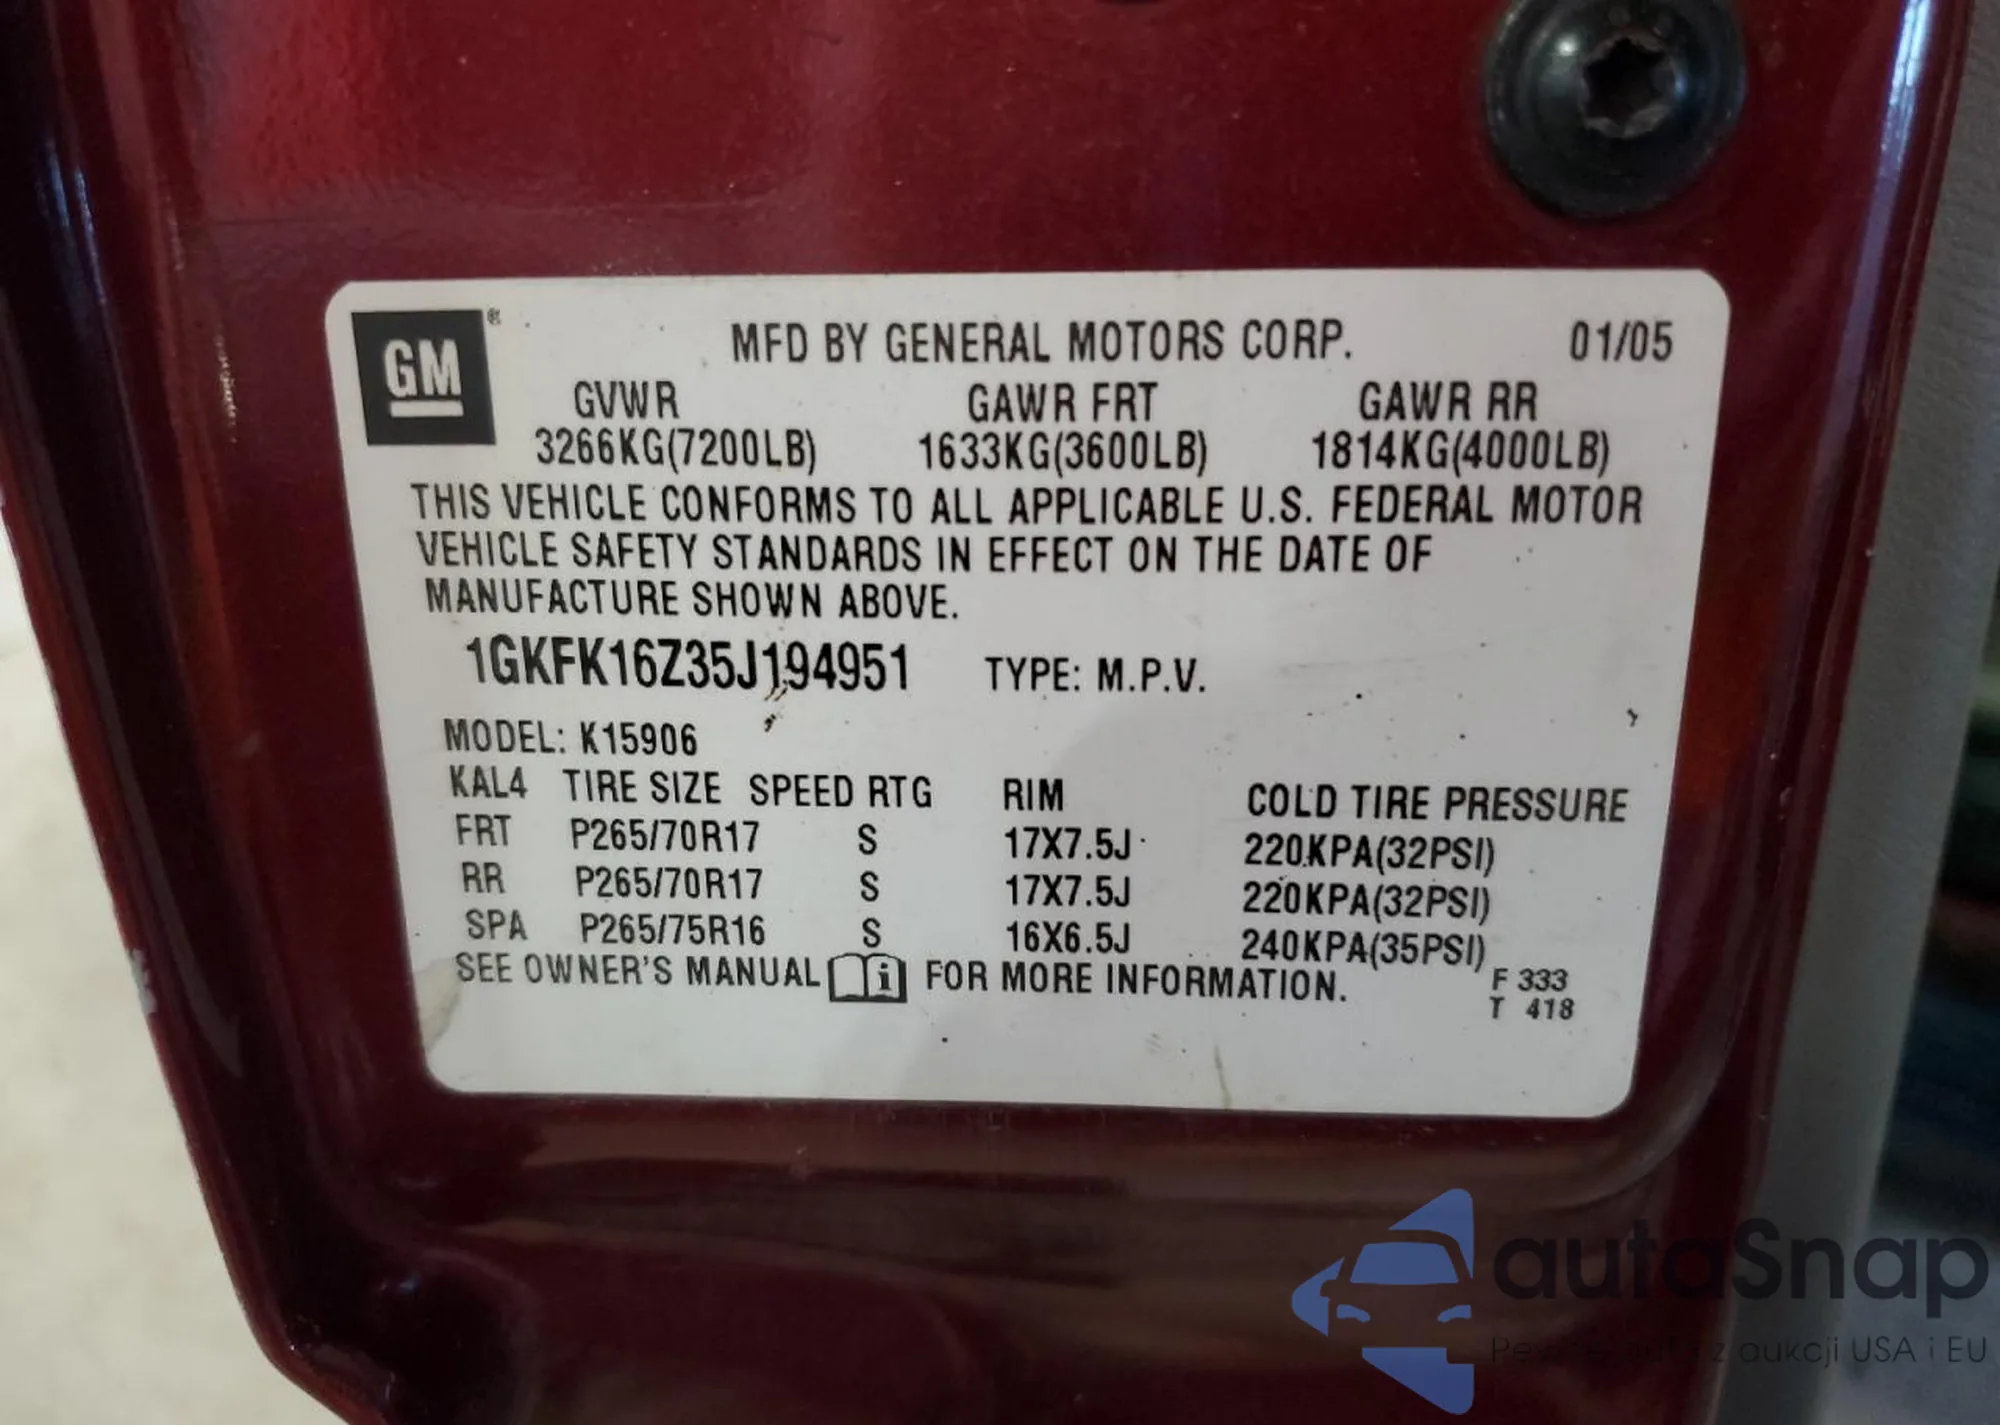 GM ®
MFD BY GENERAL MOTORS CORP. 01/05
GVWR GAWR FRT GAWR RR
3266KG(7200LB) 1633KG(3600LB) 1814KG(4000LB)
THIS VEHICLE CONFORMS TO ALL APPLICABLE U.S. FEDERAL MOTOR
VEHICLE SAFETY STANDARDS IN EFFECT ON THE DATE OF
MANUFACTURE SHOWN ABOVE.
1GKFK16Z35J194951 TYPE: M.P.V.
MODEL: K15906
KAL4 TIRE SIZE SPEED RTG RIM COLD TIRE PRESSURE
FRT P265/70R17 S 17X7.5J 220KPA(32PSI)
RR P265/70R17 S 17X7.5J 220KPA(32PSI)
SPA P265/75R16 S 16X6.5J 240KPA(35PSI)
SEE OWNER'S MANUAL i FOR MORE INFORMATION.
F 333
T 418
autaSnap
z aukcji USA i EU